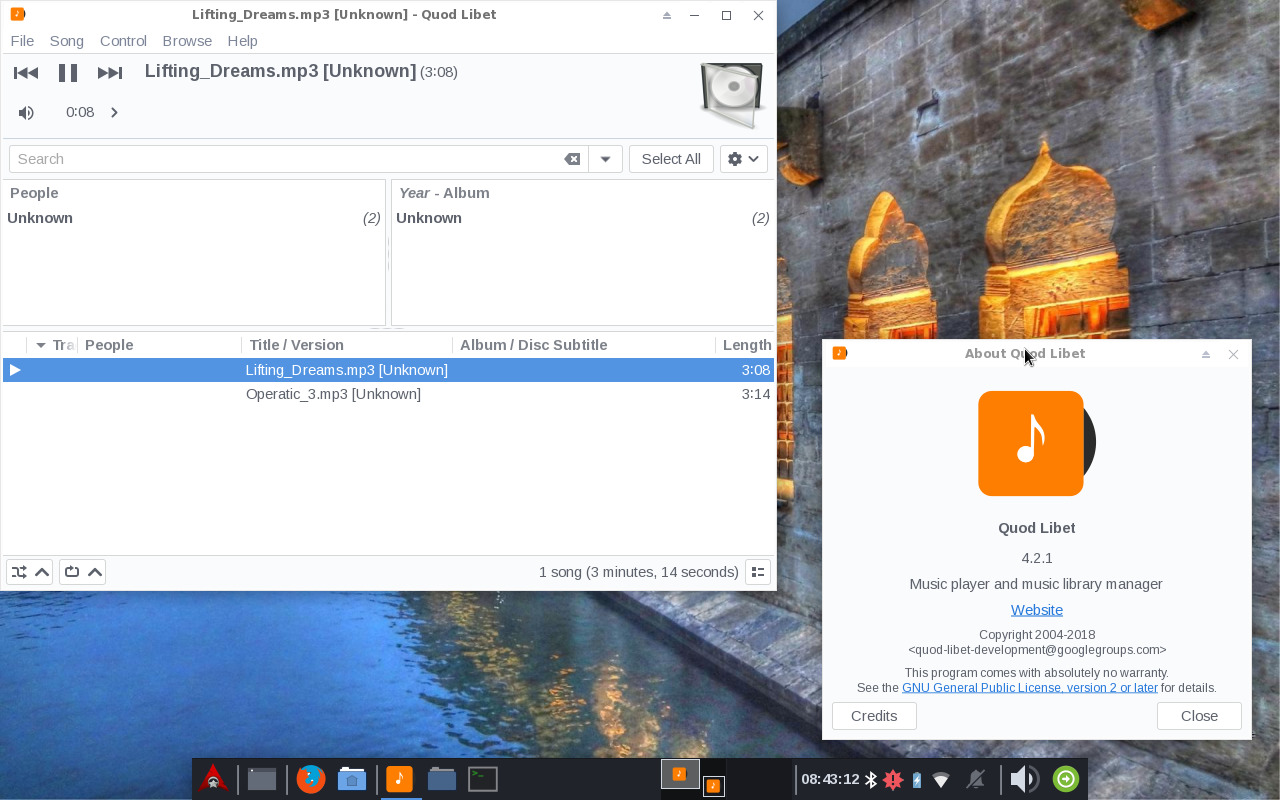 Lifting_Dreams.mp3 [Unknown] - Quod Libet
File Song Control Browse Help
Lifting_Dreams.mp3 [Unknown] (3:08)
0:08
Search
Select All
People
Year - Album
Unknown (2)
Unknown (2)
Tra People Title / Version Album / Disc Subtitle Length
Lifting_Dreams.mp3 [Unknown] 3:08
Operatic_3.mp3 [Unknown] 3:14
1 song (3 minutes, 14 seconds)
About Quod Libet
Quod Libet
4.2.1
Music player and music library manager
Website
Copyright 2004-2018
<quod-libet-development@googlegroups.com>
This program comes with absolutely no warranty.
See the GNU General Public License, version 2 or later for details.
Credits Close
08:43:12